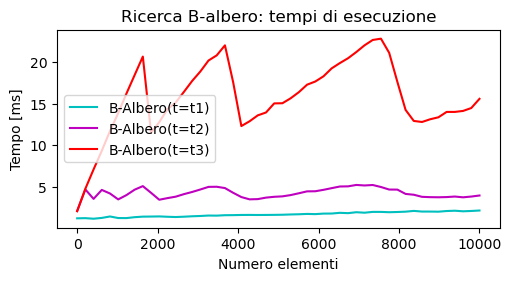 Ricerca B-albero: tempi di esecuzione
Tempo [ms]
20
15
10
5
B-Albero(t=t1)
B-Albero(t=t2)
B-Albero(t=t3)
0 2000 4000 6000 8000 10000
Numero elementi